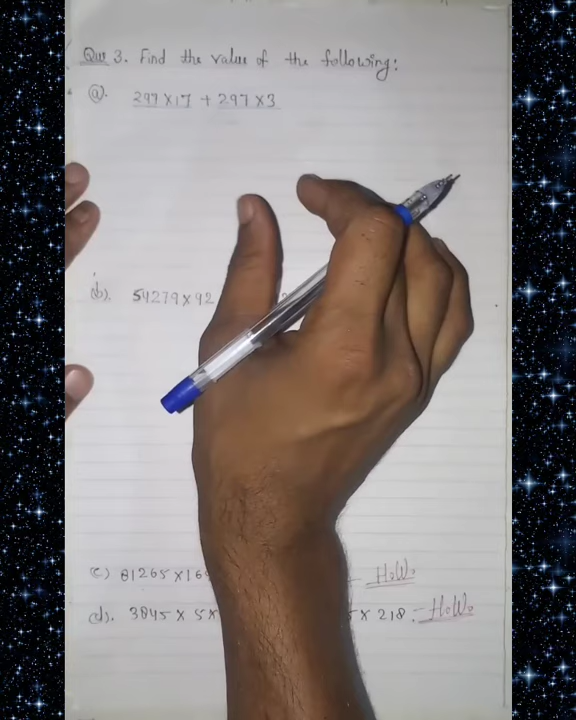 Que 3. Find the value of the following:
(a). 297 X 17 + 297 X 3
(b). 54279 X 92
(c) 81265 X 16 - H.W.
(d). 3845 X 5 X X 218. - H.W.